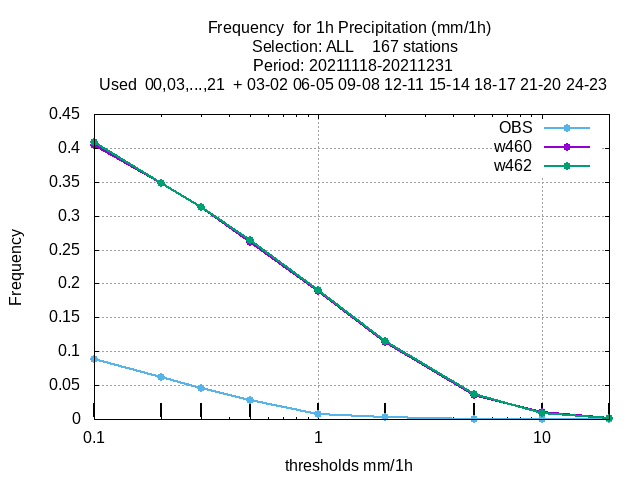 Frequency  for 1h Precipitation (mm/1h)
Selection: ALL    167 stations
Period: 20211118-20211231
Used  00,03,...,21  + 03-02 06-05 09-08 12-11 15-14 18-17 21-20 24-23
0.45
0.4
0.35
0.3
0.25
0.2
0.15
0.1
0.05
0
Frequency
OBS
w460
w462
0.1
1
10
thresholds mm/1h